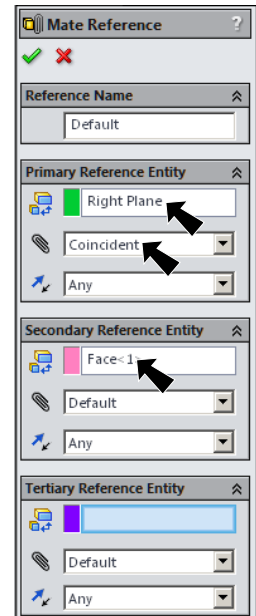 Mate Reference ?
Reference Name
Default
Primary Reference Entity
Right Plane
Coincident
Any
Secondary Reference Entity
Face<1>
Default
Any
Tertiary Reference Entity
Default
Any